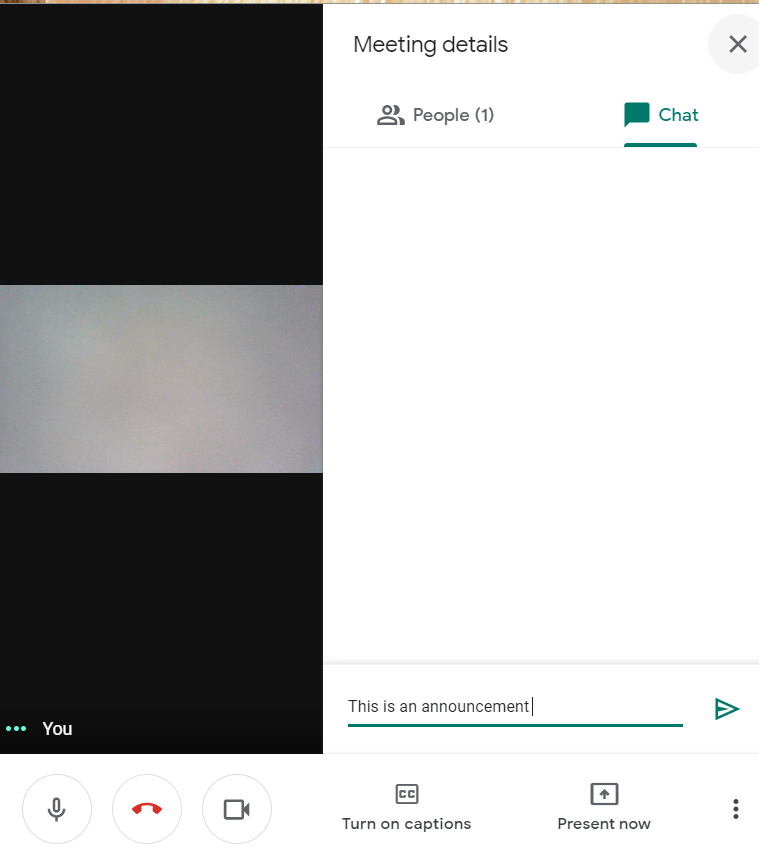 Meeting details
People (1)
Chat
This is an announcement
You
CC
Turn on captions
Present now